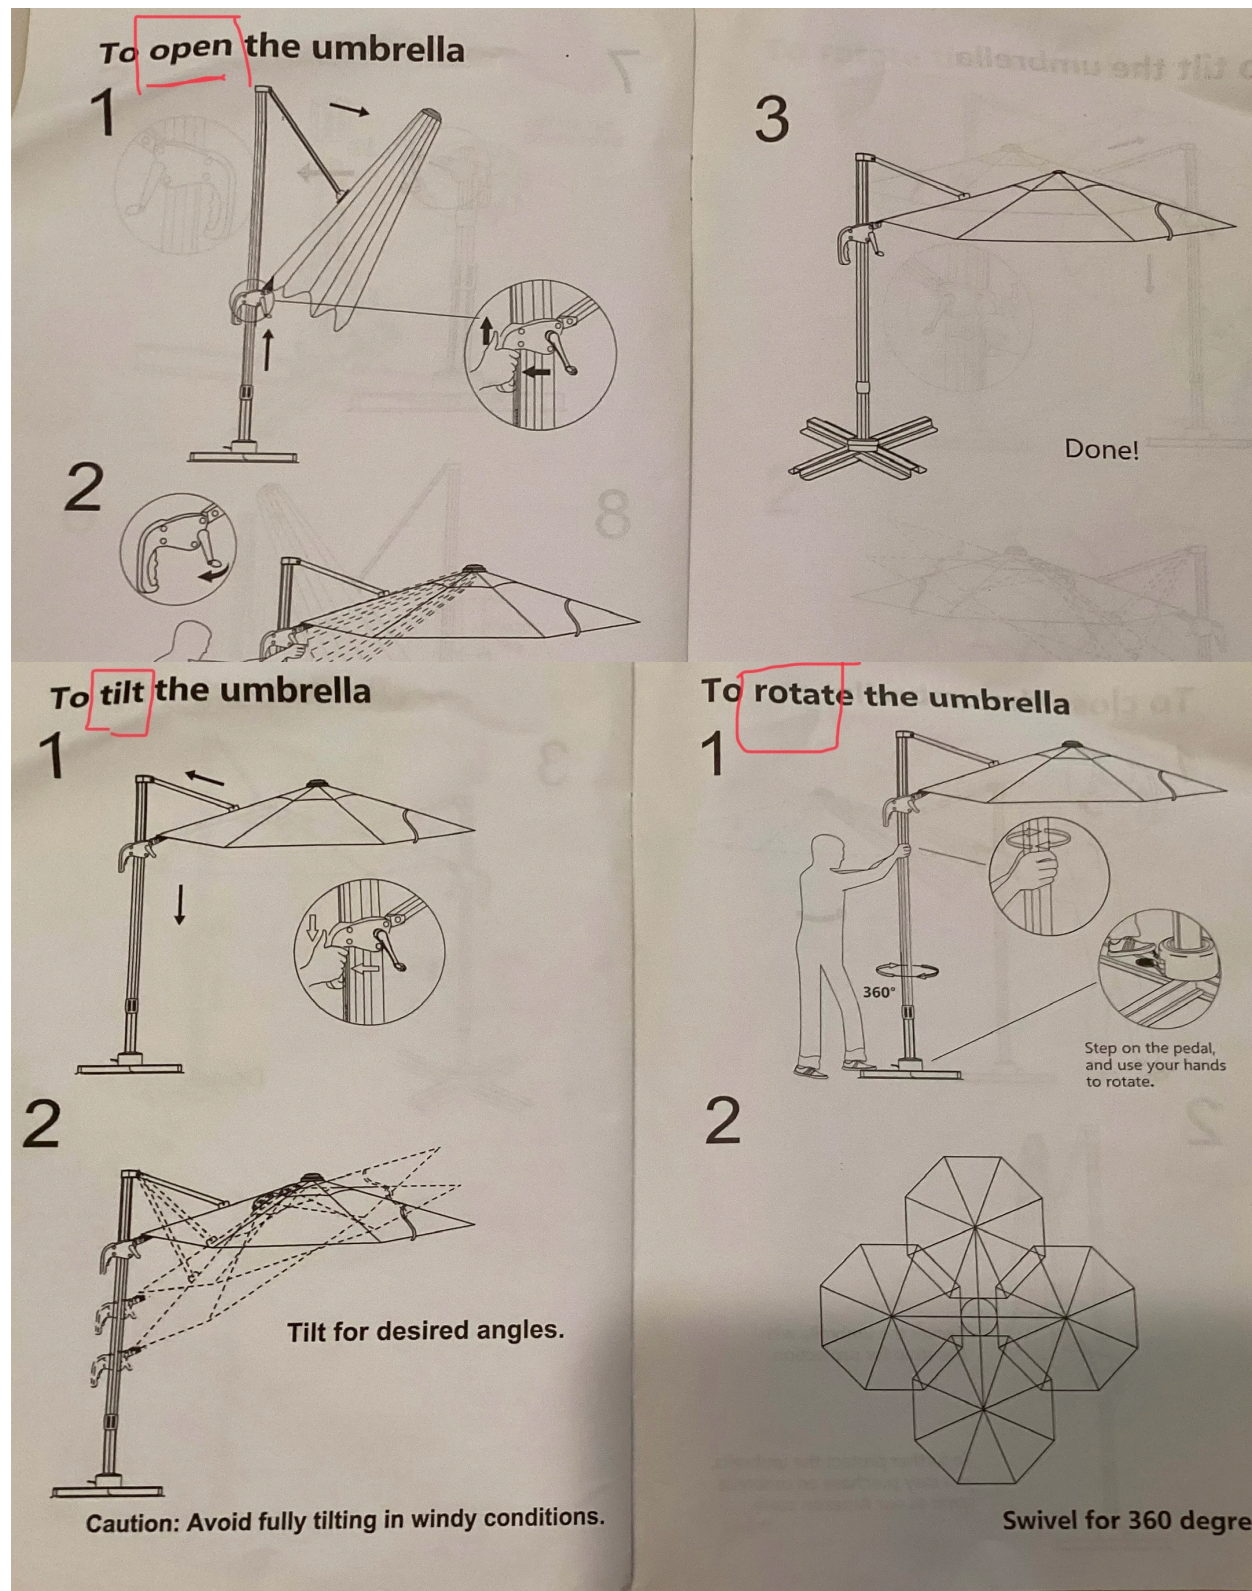 To open the umbrella
1
2
3
Done!
To tilt the umbrella
1
2
Tilt for desired angles.
Caution: Avoid fully tilting in windy conditions.
To rotate the umbrella
1
360°
Step on the pedal,
and use your hands
to rotate.
2
Swivel for 360 degre